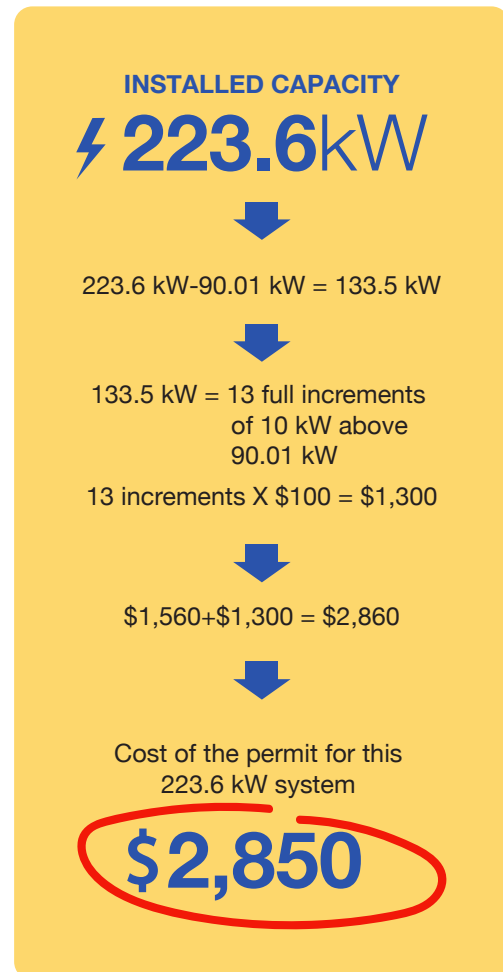 INSTALLED CAPACITY
223.6kW
223.6 kW-90.01 kW = 133.5 kW
133.5 kW = 13 full increments
of 10 kW above
90.01 kW
13 increments X $100 = $1,300
$1,560+$1,300 = $2,860
Cost of the permit for this
223.6 kW system
$2,850